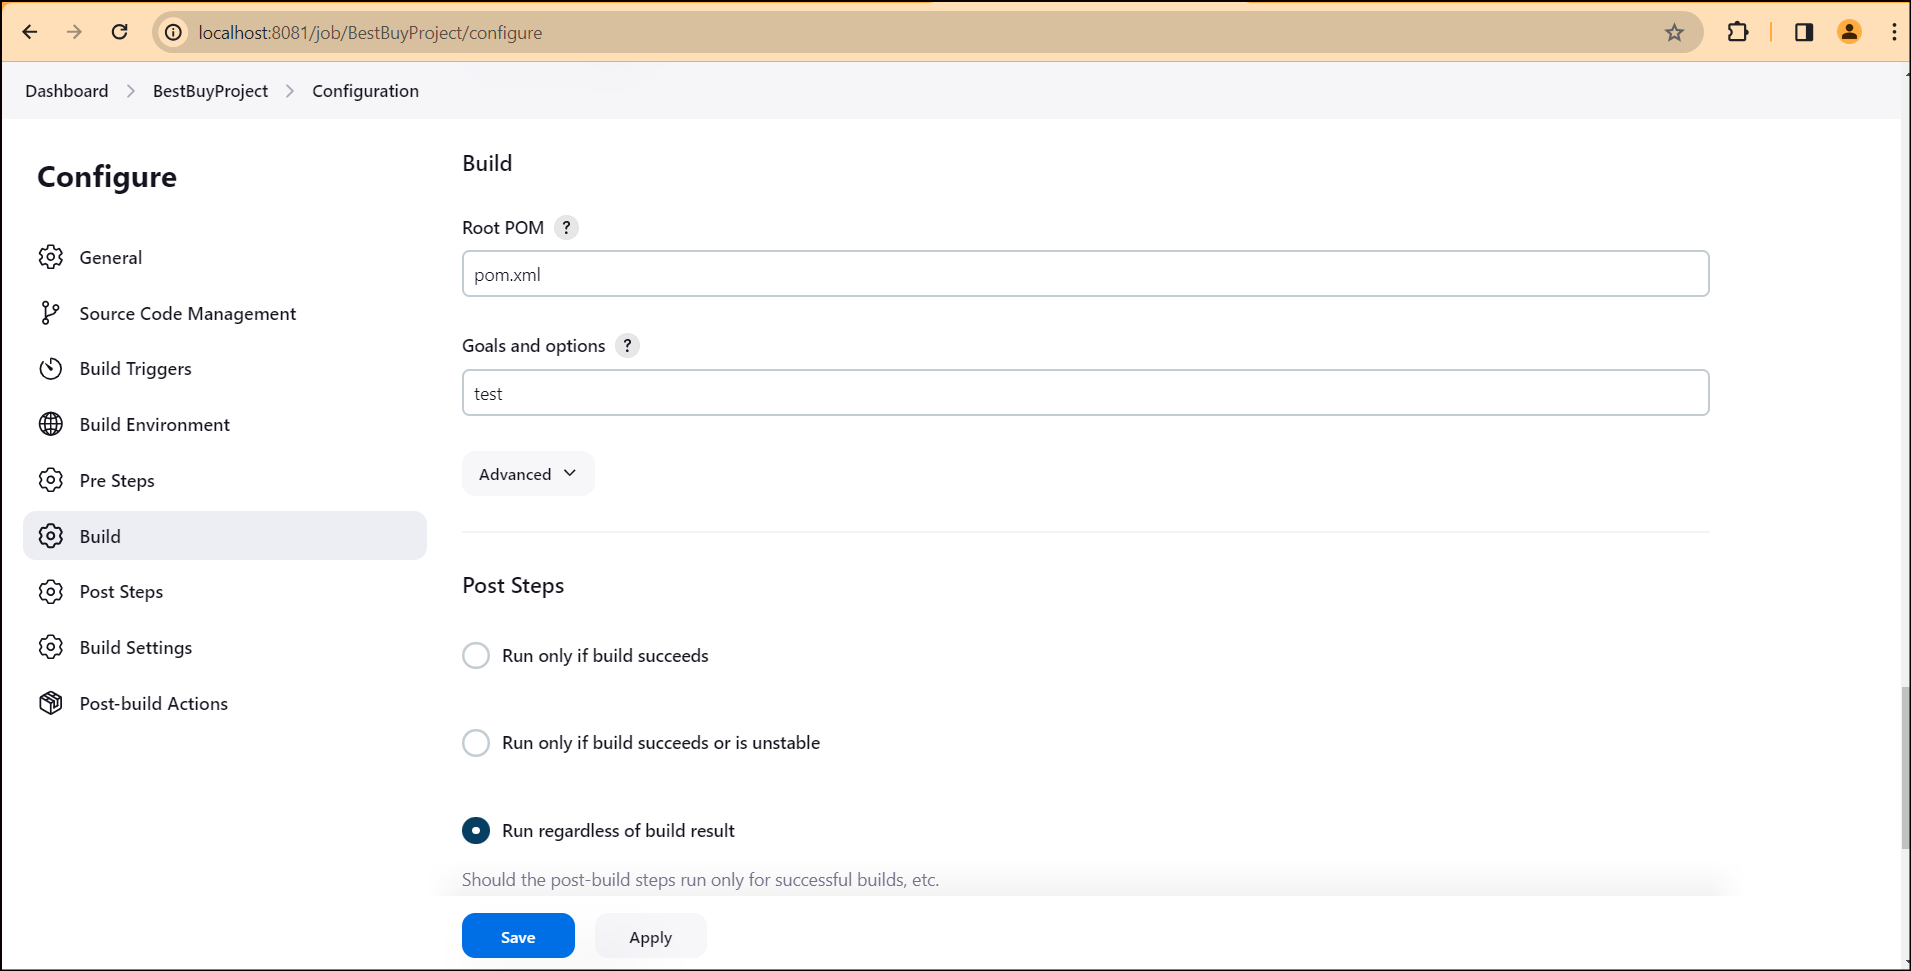 localhost:8081/job/BestBuyProject/configure
Dashboard > BestBuyProject > Configuration
Configure
General
Source Code Management
Build Triggers
Build Environment
Pre Steps
Build
Post Steps
Build Settings
Post-build Actions
Build
Root POM ?
pom.xml
Goals and options ?
test
Advanced
Post Steps
Run only if build succeeds
Run only if build succeeds or is unstable
Run regardless of build result
Should the post-build steps run only for successful builds, etc.
Save Apply